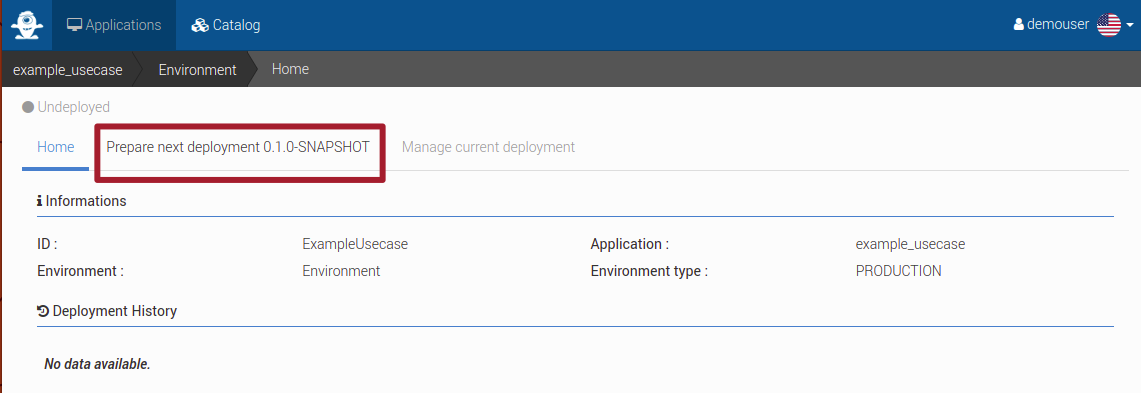 Applications Catalog demouser
example_usecase Environment Home
Undeployed
Home Prepare next deployment 0.1.0-SNAPSHOT Manage current deployment
Informations
ID : ExampleUsecase Application : example_usecase
Environment : Environment Environment type : PRODUCTION
Deployment History
No data available.